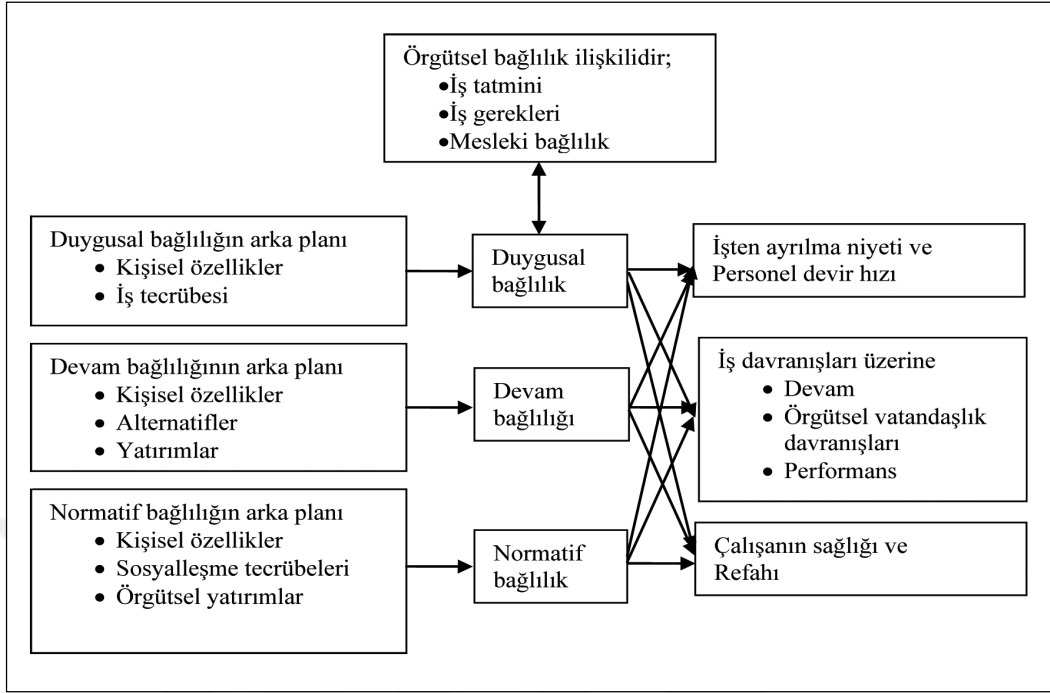 Örgütsel bağlılık ilişkilidir;
•İş tatmini
•İş gerekleri
•Mesleki bağlılık
Duygusal bağlılığın arka planı
• Kişisel özellikler
• İş tecrübesi
Duygusal
bağlılık
İşten ayrılma niyeti ve
Personel devir hızı
Devam bağlılığının arka planı
• Kişisel özellikler
• Alternatifler
• Yatırımlar
Devam
bağlılığı
İş davranışları üzerine
• Devam
• Örgütsel vatandaşlık
davranışları
• Performans
Normatif bağlılığın arka planı
• Kişisel özellikler
• Sosyalleşme tecrübeleri
• Örgütsel yatırımlar
Normatif
bağlılık
Çalışanın sağlığı ve
Refahı